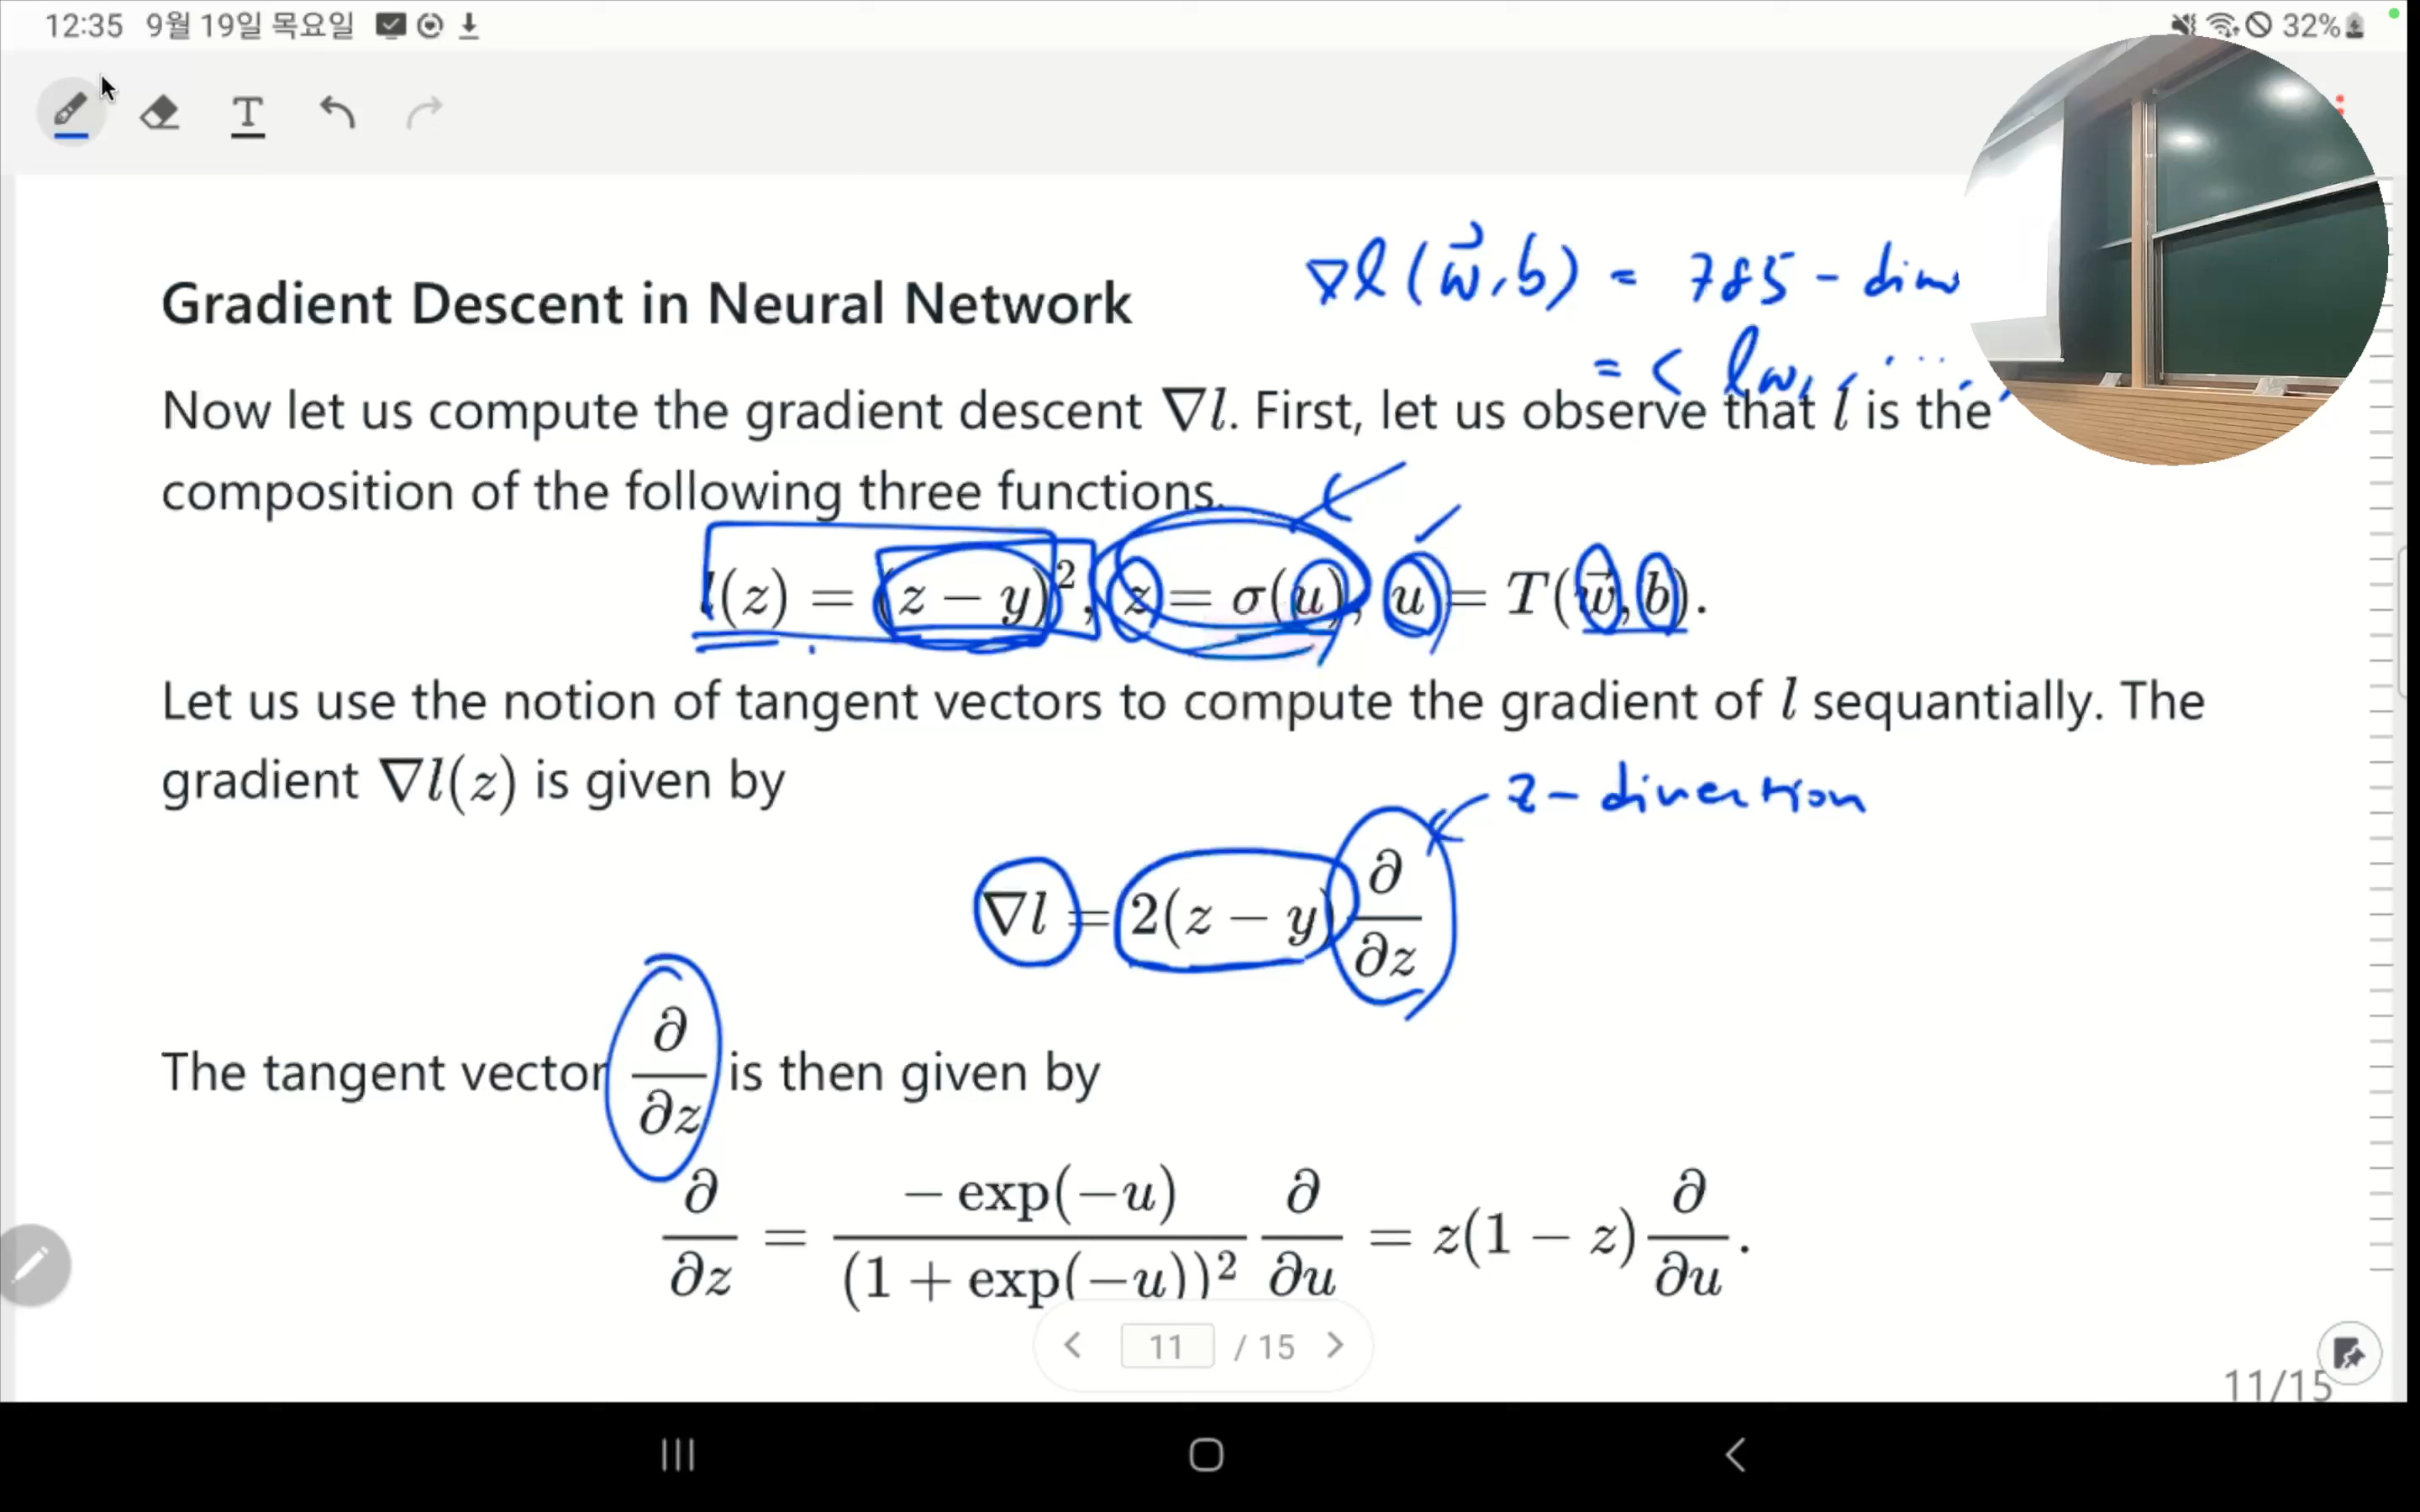 12:35 9월 19일 목요일 32%
T
∇l(w⃗, b) = 785 - dim
= < lw₁, ...,
Gradient Descent in Neural Network
Now let us compute the gradient descent ∇l. First, let us observe that l is the
composition of the following three functions.
l(z) = (z − y)², z = σ(u), u = T(w⃗, b).
Let us use the notion of tangent vectors to compute the gradient of l sequantially. The
gradient ∇l(z) is given by
z - direction
∇l = 2(z − y) ∂/∂z
The tangent vector ∂/∂z is then given by
∂/∂z = − exp(−u)/(1 + exp(−u))² ∂/∂u = z(1 − z) ∂/∂u.
11 / 15
11/15